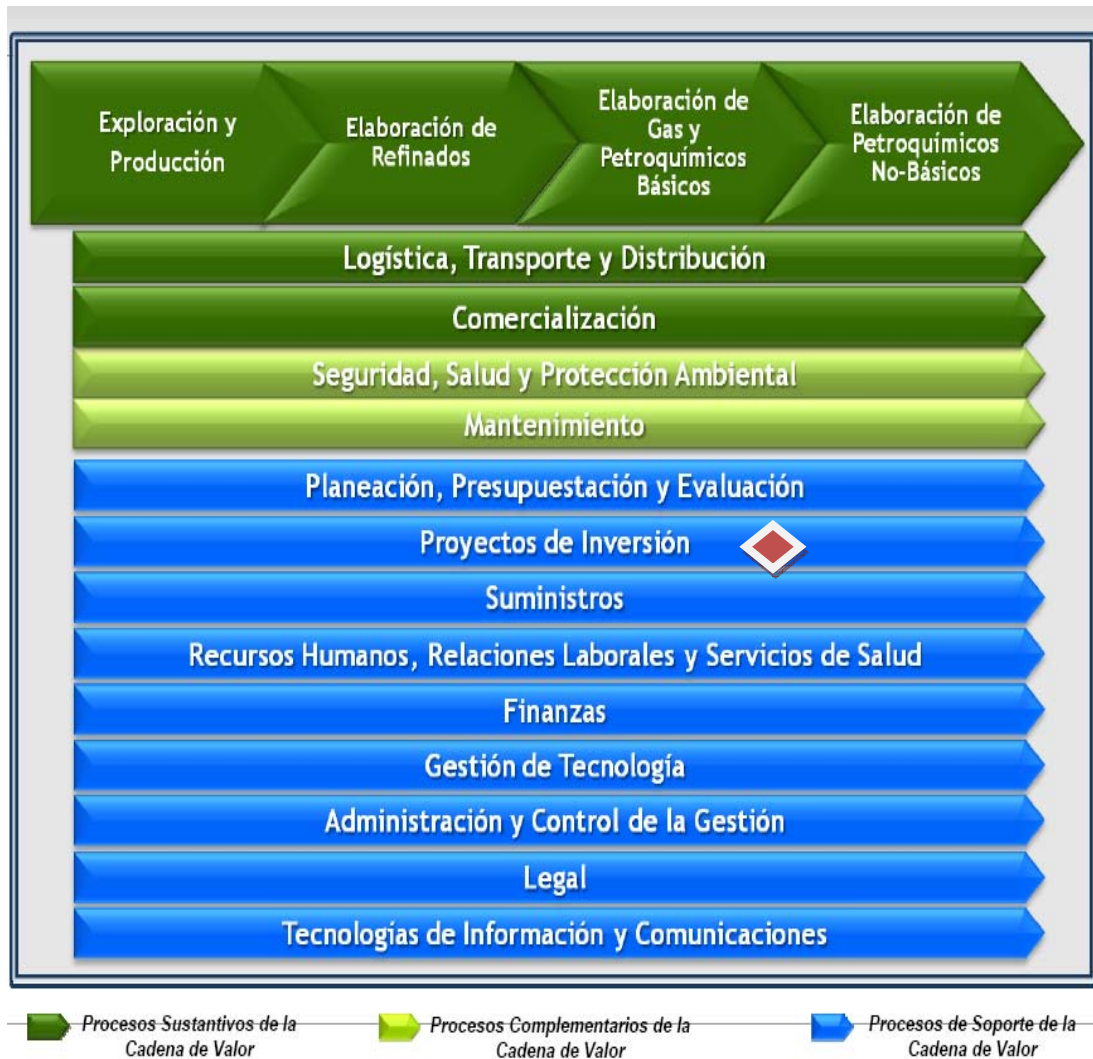 Exploración y
Producción
Elaboración de
Refinados
Elaboración de
Gas y
Petroquímicos
Básicos
Elaboración de
Petroquímicos
No-Básicos
Logística, Transporte y Distribución
Comercialización
Seguridad, Salud y Protección Ambiental
Mantenimiento
Planeación, Presupuestación y Evaluación
Proyectos de Inversión
Suministros
Recursos Humanos, Relaciones Laborales y Servicios de Salud
Finanzas
Gestión de Tecnología
Administración y Control de la Gestión
Legal
Tecnologías de Información y Comunicaciones
Procesos Sustantivos de la
Cadena de Valor
Procesos Complementarios de la
Cadena de Valor
Procesos de Soporte de la
Cadena de Valor